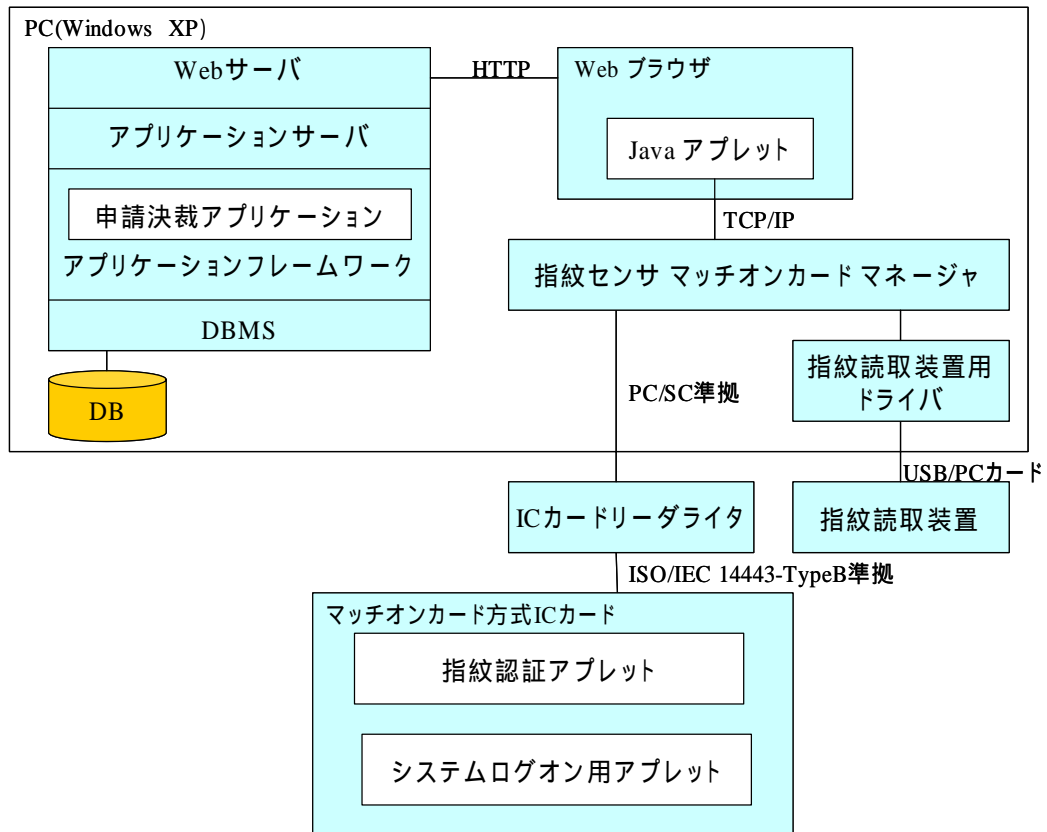 PC(Windows XP)
Webサーバ
HTTP
Web ブラウザ
アプリケーションサーバ
Java アプレット
申請決裁アプリケーション
アプリケーションフレームワーク
TCP/IP
指紋センサ マッチオンカード マネージャ
DBMS
DB
PC/SC準拠
指紋読取装置用
ドライバ
USB/PCカード
ICカードリーダライタ
指紋読取装置
ISO/IEC 14443-TypeB準拠
マッチオンカード方式ICカード
指紋認証アプレット
システムログオン用アプレット